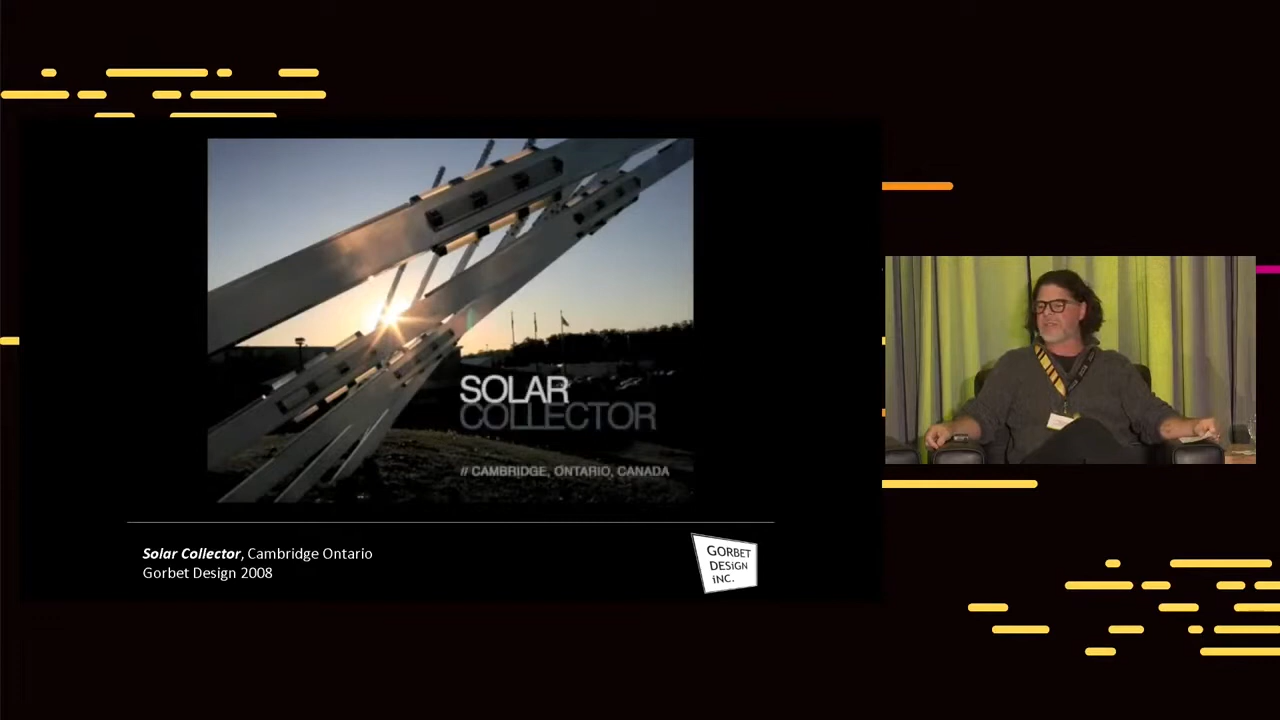 SOLAR
COLLECTOR
// CAMBRIDGE, ONTARIO, CANADA
Solar Collector, Cambridge Ontario
Gorbet Design 2008
GORBET
DESiGN
iNC.